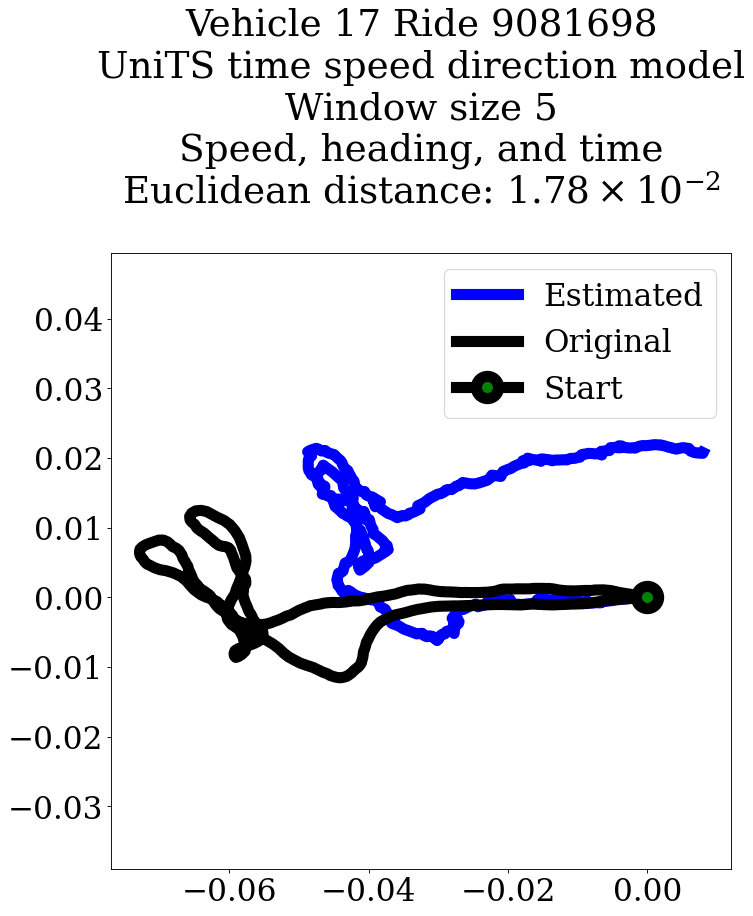 Vehicle 17 Ride 9081698
UniTS time speed direction model
Window size 5
Speed, heading, and time
Euclidean distance: 1.78 × 10⁻²
Estimated
Original
Start
0.04
0.03
0.02
0.01
0.00
−0.01
−0.02
−0.03
−0.06 −0.04 −0.02 0.00